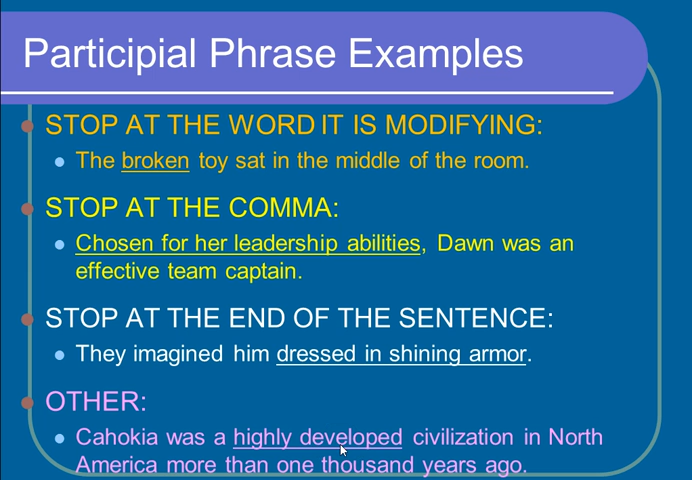 Participial Phrase Examples
STOP AT THE WORD IT IS MODIFYING:
The broken toy sat in the middle of the room.
STOP AT THE COMMA:
Chosen for her leadership abilities, Dawn was an
effective team captain.
STOP AT THE END OF THE SENTENCE:
They imagined him dressed in shining armor.
OTHER:
Cahokia was a highly developed civilization in North
America more than one thousand years ago.